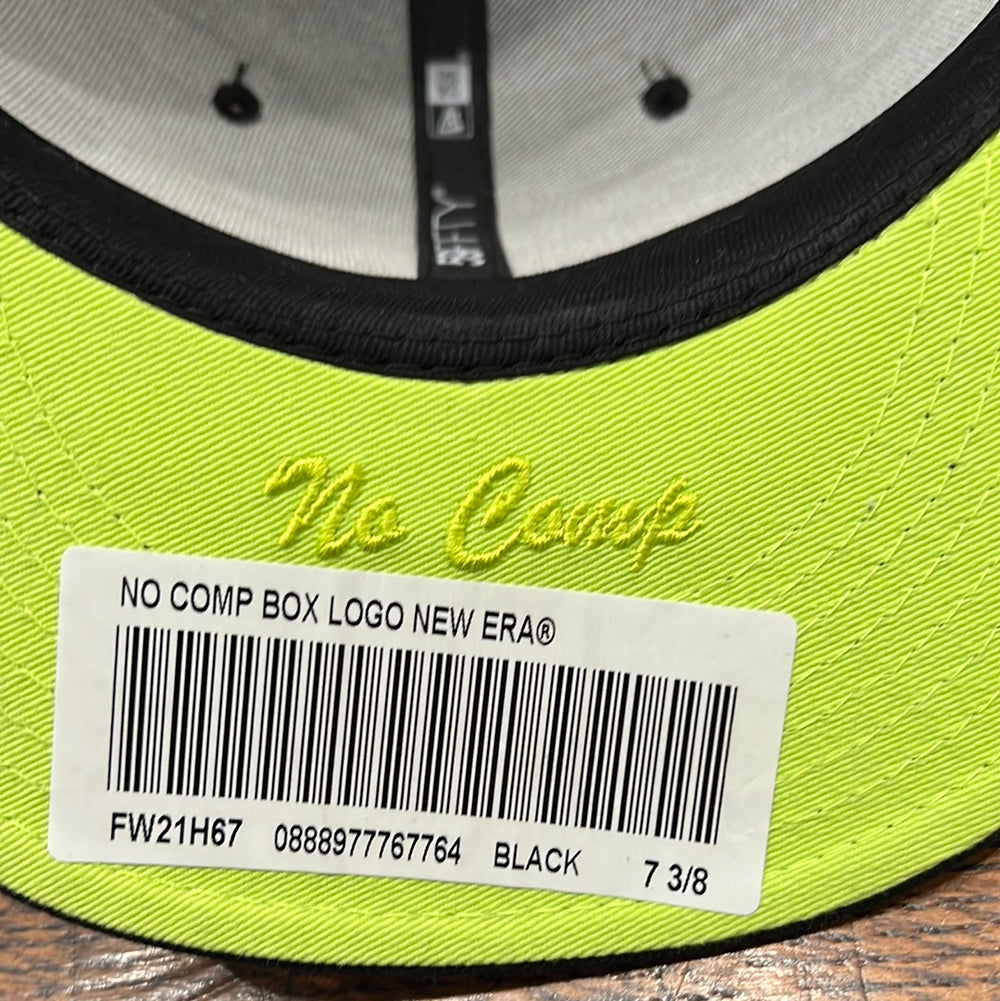 No Comp
NO COMP BOX LOGO NEW ERA®
FW21H67 0888977767764 BLACK 7 3/8